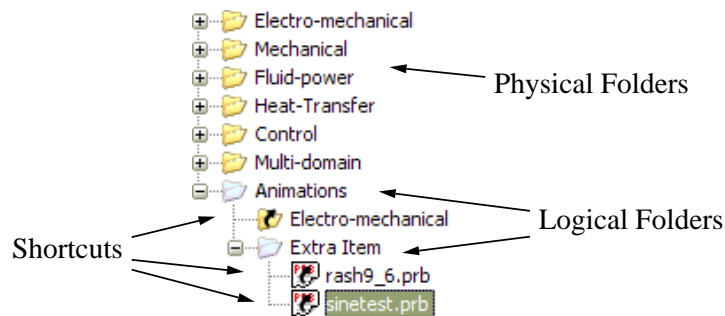 Electro-mechanical
Mechanical
Fluid-power
Physical Folders
Heat-Transfer
Control
Multi-domain
Animations
Electro-mechanical
Logical Folders
Shortcuts
Extra Item
rash9_6.prb
sinetest.prb